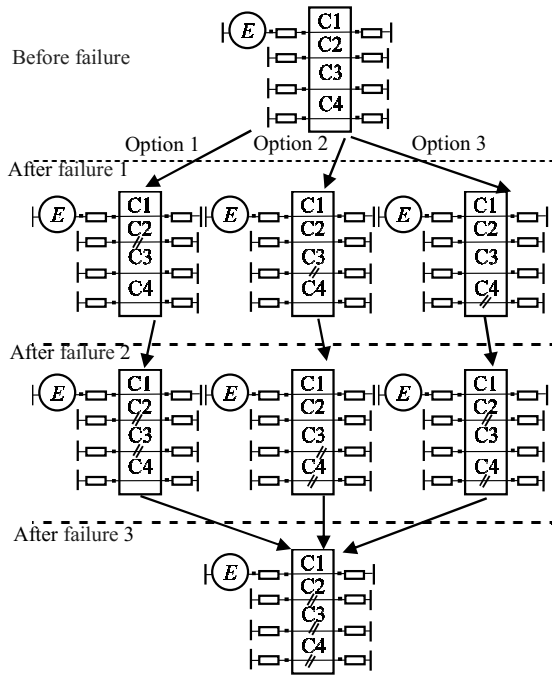 E C1
C2
Before failure
C3
C4
Option 1 Option 2 Option 3
After failure 1
E C1 E C1 E C1
C2 C2 C2
C3 C3 C3
C4 C4 C4
After failure 2
E C1 E C1 E C1
C2 C2 C2
C3 C3 C3
C4 C4 C4
After failure 3
E C1
C2
C3
C4